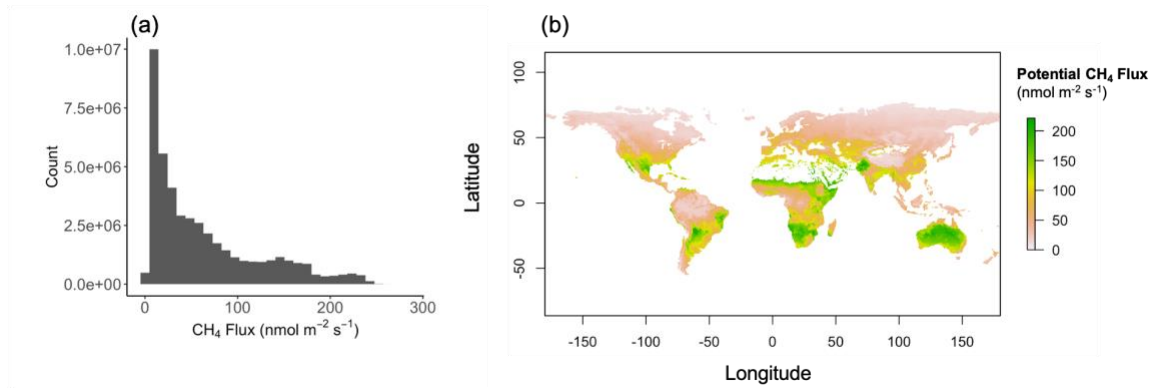 (a)
1.0e+07
7.5e+06
5.0e+06
2.5e+06
0.0e+00
Count
0 100 200 300
CH₄ Flux (nmol m⁻² s⁻¹)
(b)
100
50
0
-50
Latitude
-150 -100 -50 0 50 100 150
Longitude
Potential CH₄ Flux
(nmol m⁻² s⁻¹)
200
150
100
50
0